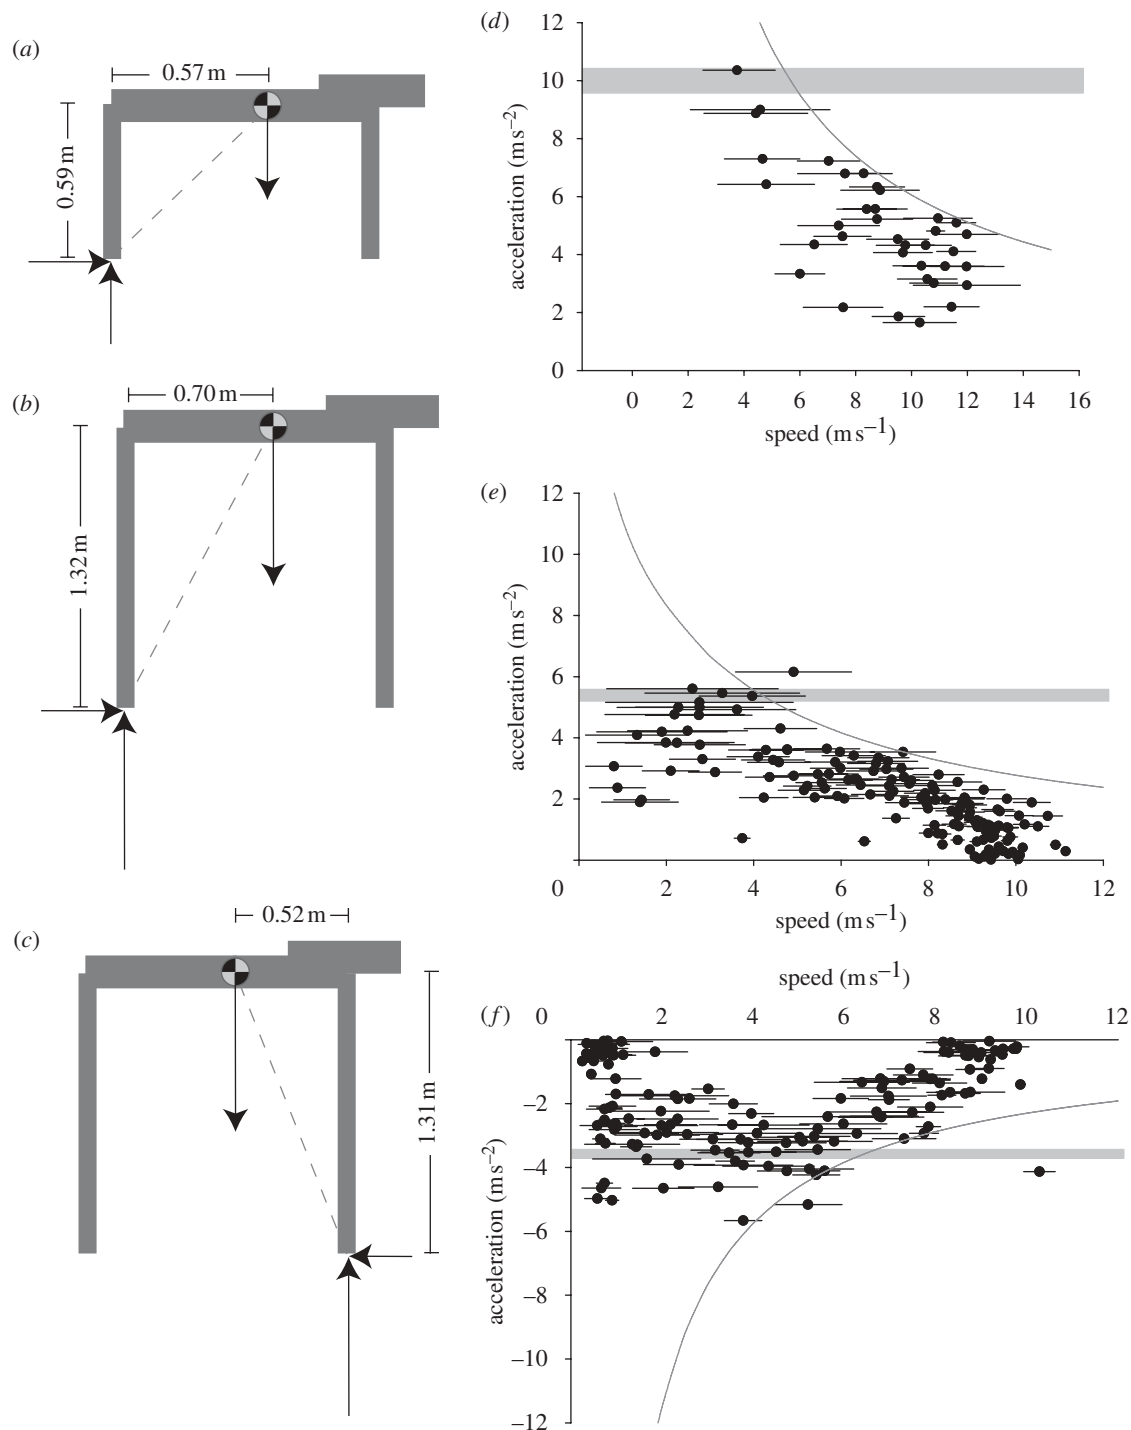 (a)
0.57 m
0.59 m
(b)
0.70 m
1.32 m
(c)
0.52 m
1.31 m
(d)
12
10
8
6
4
2
0
acceleration (m s−2)
0 2 4 6 8 10 12 14 16
speed (m s−1)
(e)
12
10
8
6
4
2
acceleration (m s−2)
0 2 4 6 8 10 12
speed (m s−1)
speed (m s−1)
(f)
0 2 4 6 8 10 12
−2
−4
−6
−8
−10
−12
acceleration (m s−2)